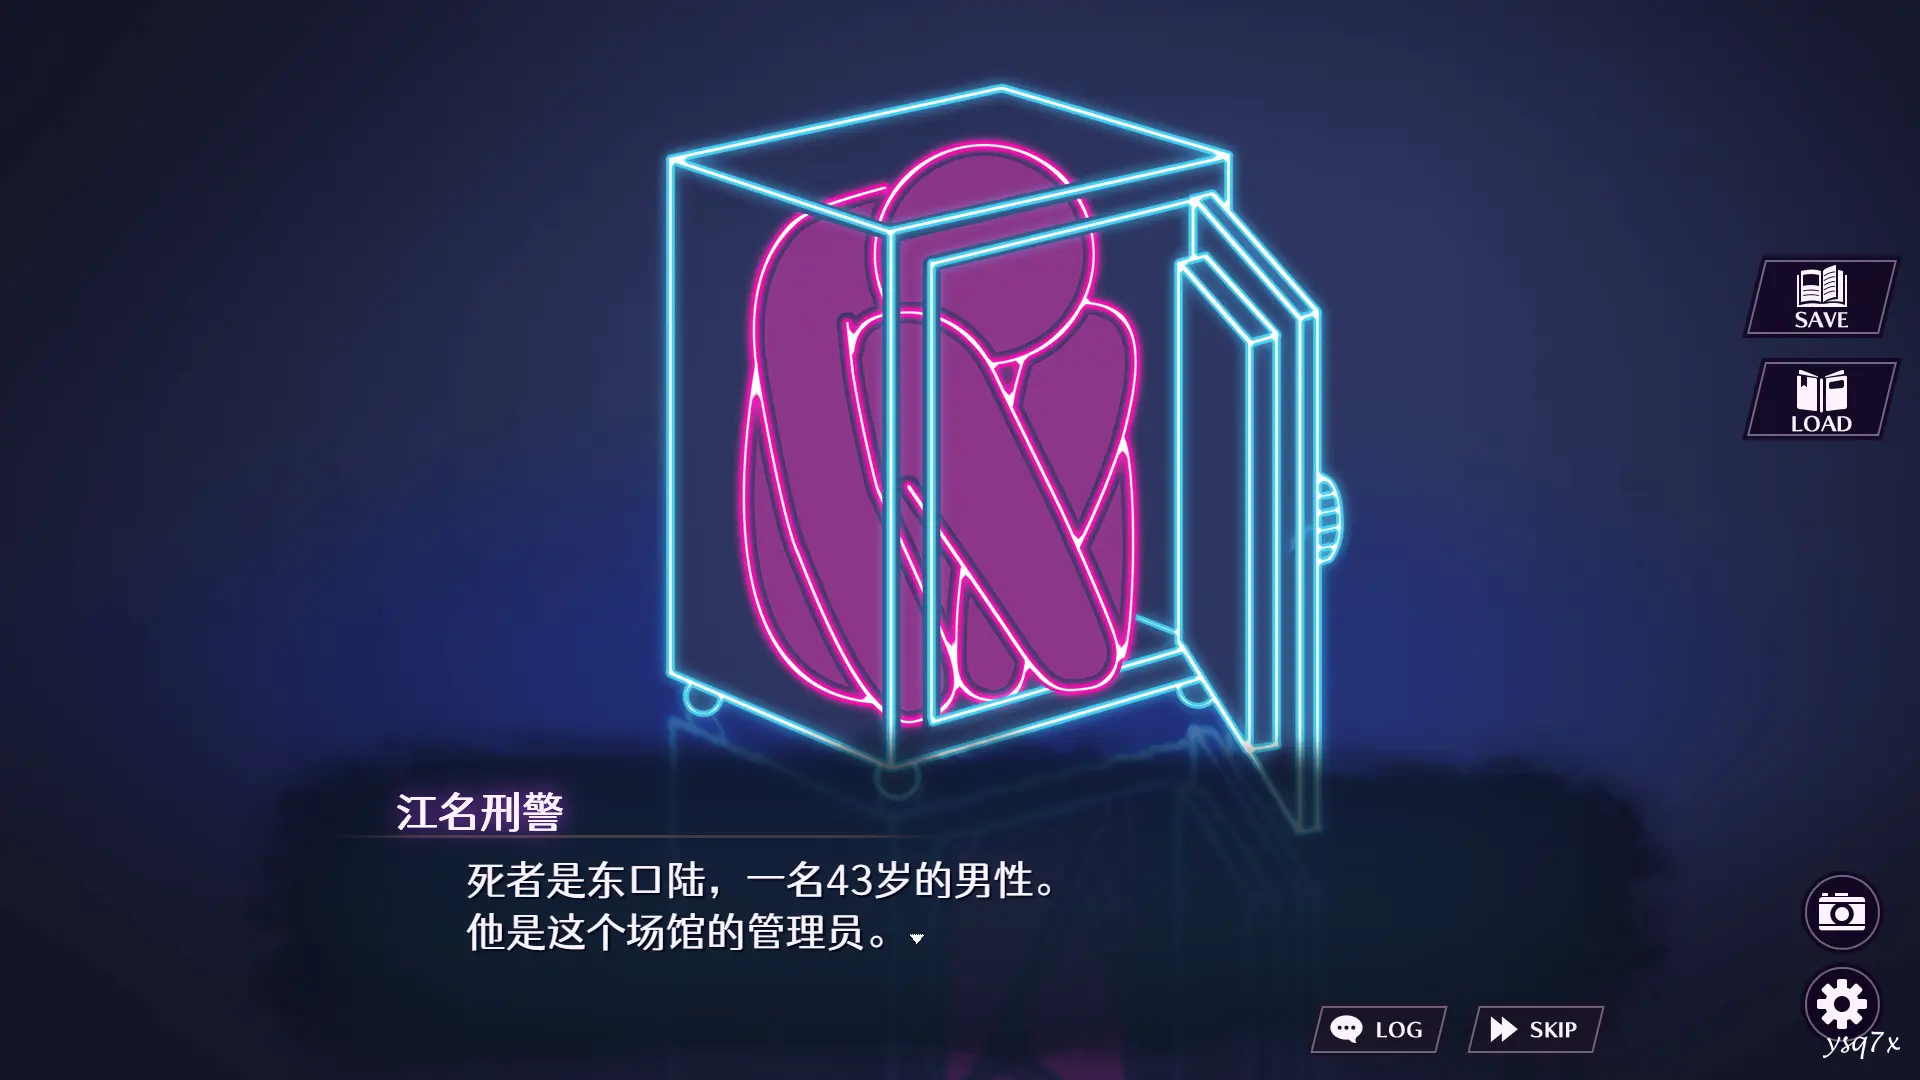 SAVE
LOAD
江名刑警
死者是东口陆，一名43岁的男性。
他是这个场馆的管理员。
LOG
SKIP
ysq7x